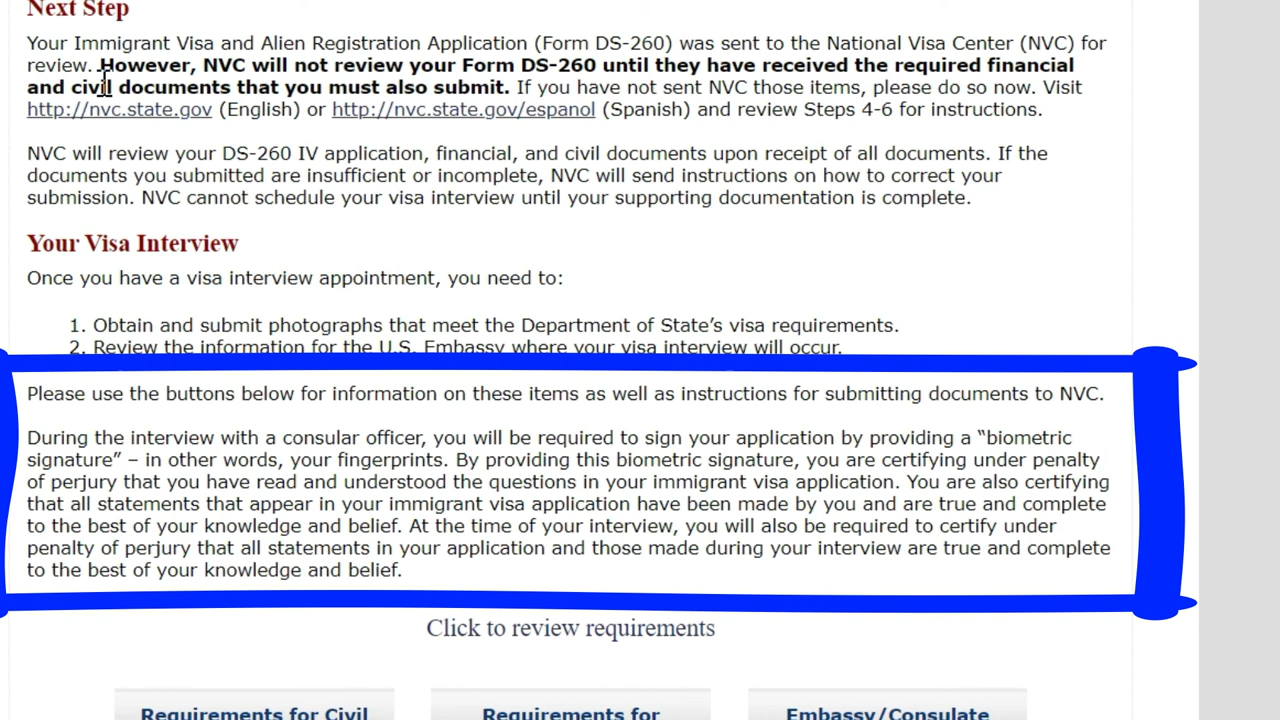 Next Step
Your Immigrant Visa and Alien Registration Application (Form DS-260) was sent to the National Visa Center (NVC) for
review. However, NVC will not review your Form DS-260 until they have received the required financial
and civil documents that you must also submit. If you have not sent NVC those items, please do so now. Visit
http://nvc.state.gov (English) or http://nvc.state.gov/espanol (Spanish) and review Steps 4-6 for instructions.
NVC will review your DS-260 IV application, financial, and civil documents upon receipt of all documents. If the
documents you submitted are insufficient or incomplete, NVC will send instructions on how to correct your
submission. NVC cannot schedule your visa interview until your supporting documentation is complete.
Your Visa Interview
Once you have a visa interview appointment, you need to:
1. Obtain and submit photographs that meet the Department of State’s visa requirements.
2. Review the information for the U.S. Embassy where your visa interview will occur.
Please use the buttons below for information on these items as well as instructions for submitting documents to NVC.
During the interview with a consular officer, you will be required to sign your application by providing a “biometric
signature” – in other words, your fingerprints. By providing this biometric signature, you are certifying under penalty
of perjury that you have read and understood the questions in your immigrant visa application. You are also certifying
that all statements that appear in your immigrant visa application have been made by you and are true and complete
to the best of your knowledge and belief. At the time of your interview, you will also be required to certify under
penalty of perjury that all statements in your application and those made during your interview are true and complete
to the best of your knowledge and belief.
Click to review requirements
Requirements for Civil
Requirements for
Embassy/Consulate